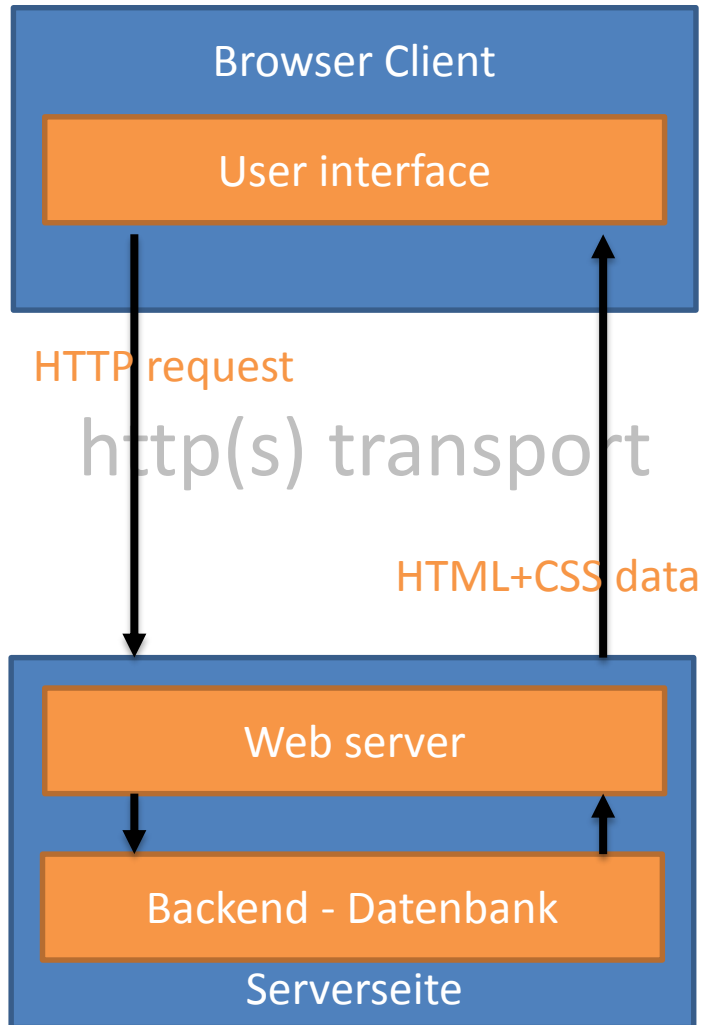 Browser Client
User interface
HTTP request
http(s) transport
HTML+CSS data
Web server
Backend - Datenbank
Serverseite